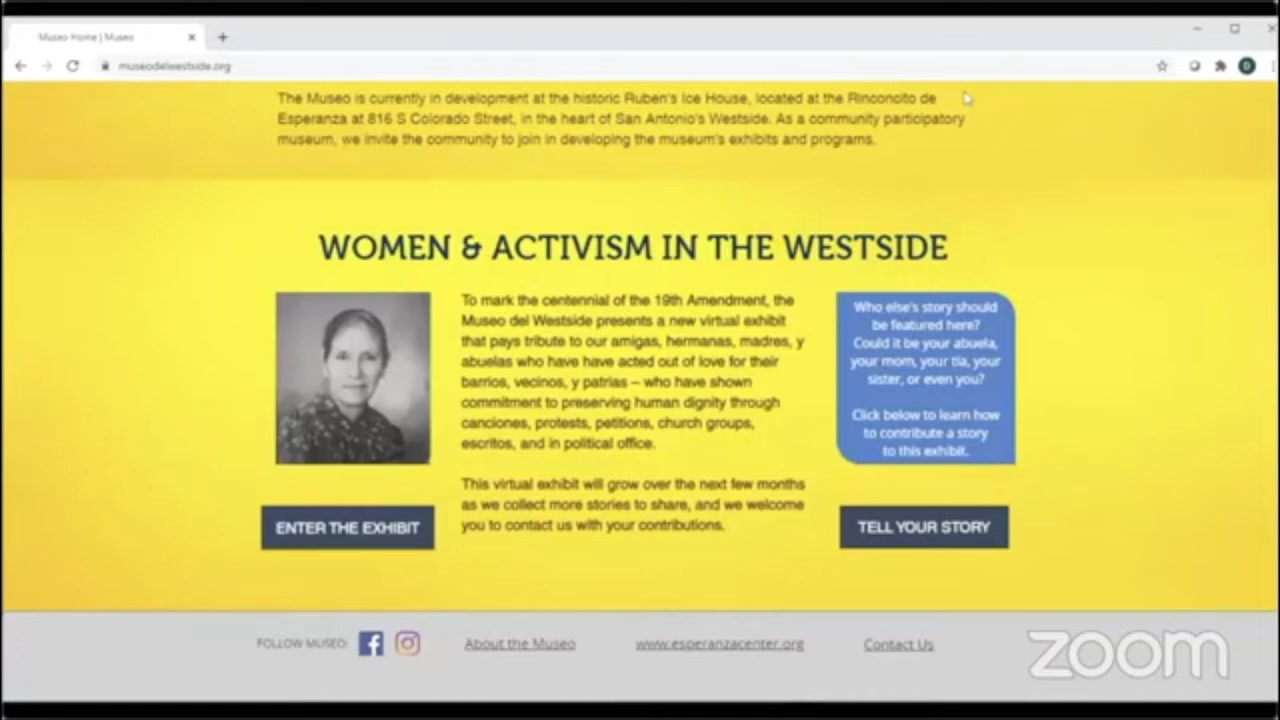 Museo Home | Museo
museodelwestside.org
The Museo is currently in development at the historic Ruben's Ice House, located at the Rinconcito de
Esperanza at 816 S Colorado Street, in the heart of San Antonio's Westside. As a community participatory
museum, we invite the community to join in developing the museum's exhibits and programs.
WOMEN & ACTIVISM IN THE WESTSIDE
To mark the centennial of the 19th Amendment, the
Museo del Westside presents a new virtual exhibit
that pays tribute to our amigas, hermanas, madres, y
abuelas who have have acted out of love for their
barrios, vecinos, y patrias – who have shown
commitment to preserving human dignity through
canciones, protests, petitions, church groups,
escritos, and in political office.
This virtual exhibit will grow over the next few months
as we collect more stories to share, and we welcome
you to contact us with your contributions.
Who else's story should
be featured here?
Could it be your abuela,
your mom, your tía, your
sister, or even you?
Click below to learn how
to contribute a story
to this exhibit.
ENTER THE EXHIBIT
TELL YOUR STORY
FOLLOW MUSEO:
About the Museo
www.esperanzacenter.org
Contact Us
zoom